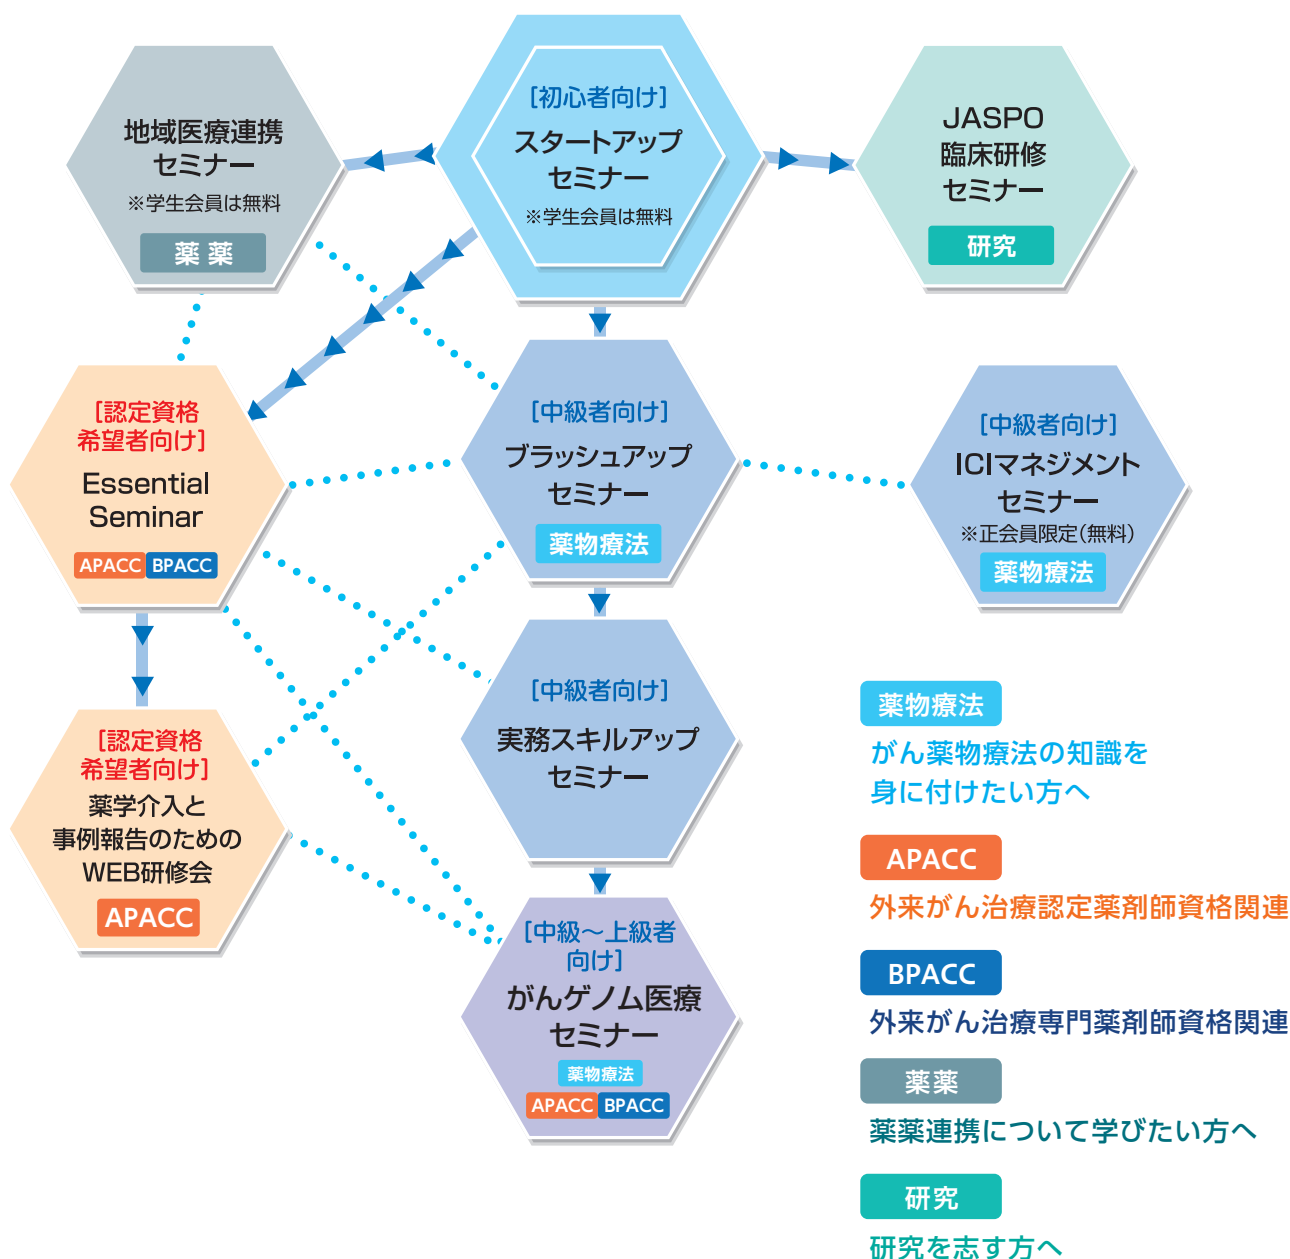 地域医療連携
セミナー
※学生会員は無料
薬薬
[初心者向け]
スタートアップ
セミナー
※学生会員は無料
JASPO
臨床研修
セミナー
研究
[認定資格
希望者向け]
Essential
Seminar
APACC BPACC
[中級者向け]
ブラッシュアップ
セミナー
薬物療法
[中級者向け]
ICIマネジメント
セミナー
※正会員限定(無料)
薬物療法
[認定資格
希望者向け]
薬学介入と
事例報告のための
WEB研修会
APACC
[中級者向け]
実務スキルアップ
セミナー
[中級～上級者
向け]
がんゲノム医療
セミナー
薬物療法
APACC BPACC
薬物療法
がん薬物療法の知識を
身に付けたい方へ
APACC
外来がん治療認定薬剤師資格関連
BPACC
外来がん治療専門薬剤師資格関連
薬薬
薬薬連携について学びたい方へ
研究
研究を志す方へ